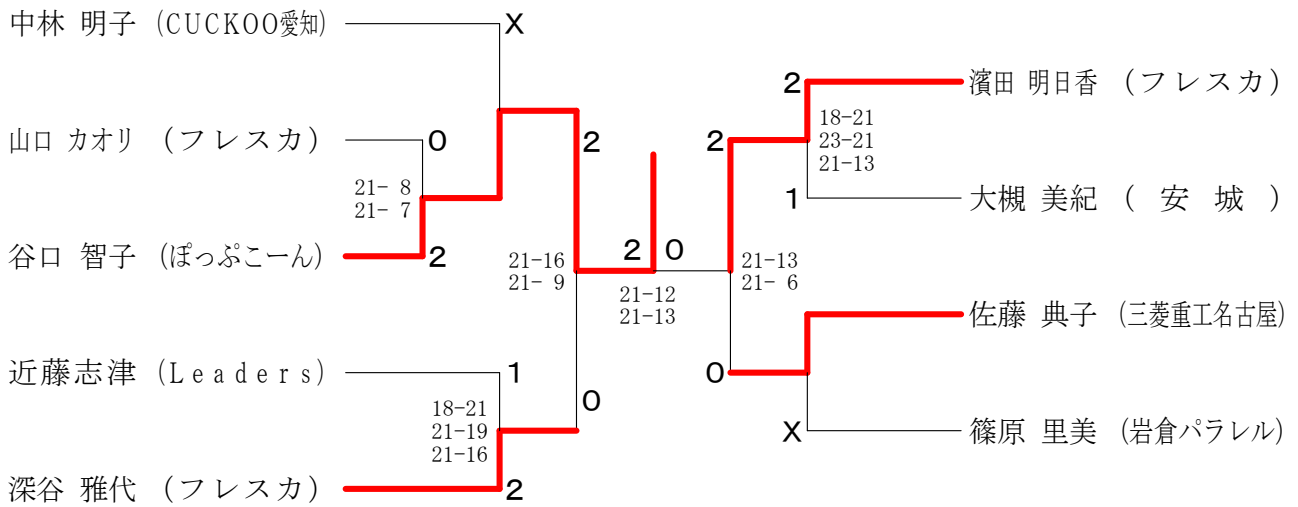 中林 明子 (CUCKOO愛知)
X
山口 カオリ (フレスカ)
0
21- 8
21- 7
谷口 智子 (ぽっぷこーん)
2
2
21-16
21- 9
近藤志津 (Leaders)
1
18-21
21-19
21-16
深谷 雅代 (フレスカ)
2
0
2 0
21-12
21-13
2
濱田 明日香 (フレスカ)
18-21
23-21
21-13
1
大槻 美紀 ( 安 城 )
2
21-13
21- 6
0
佐藤 典子 (三菱重工名古屋)
X
篠原 里美 (岩倉パラレル)